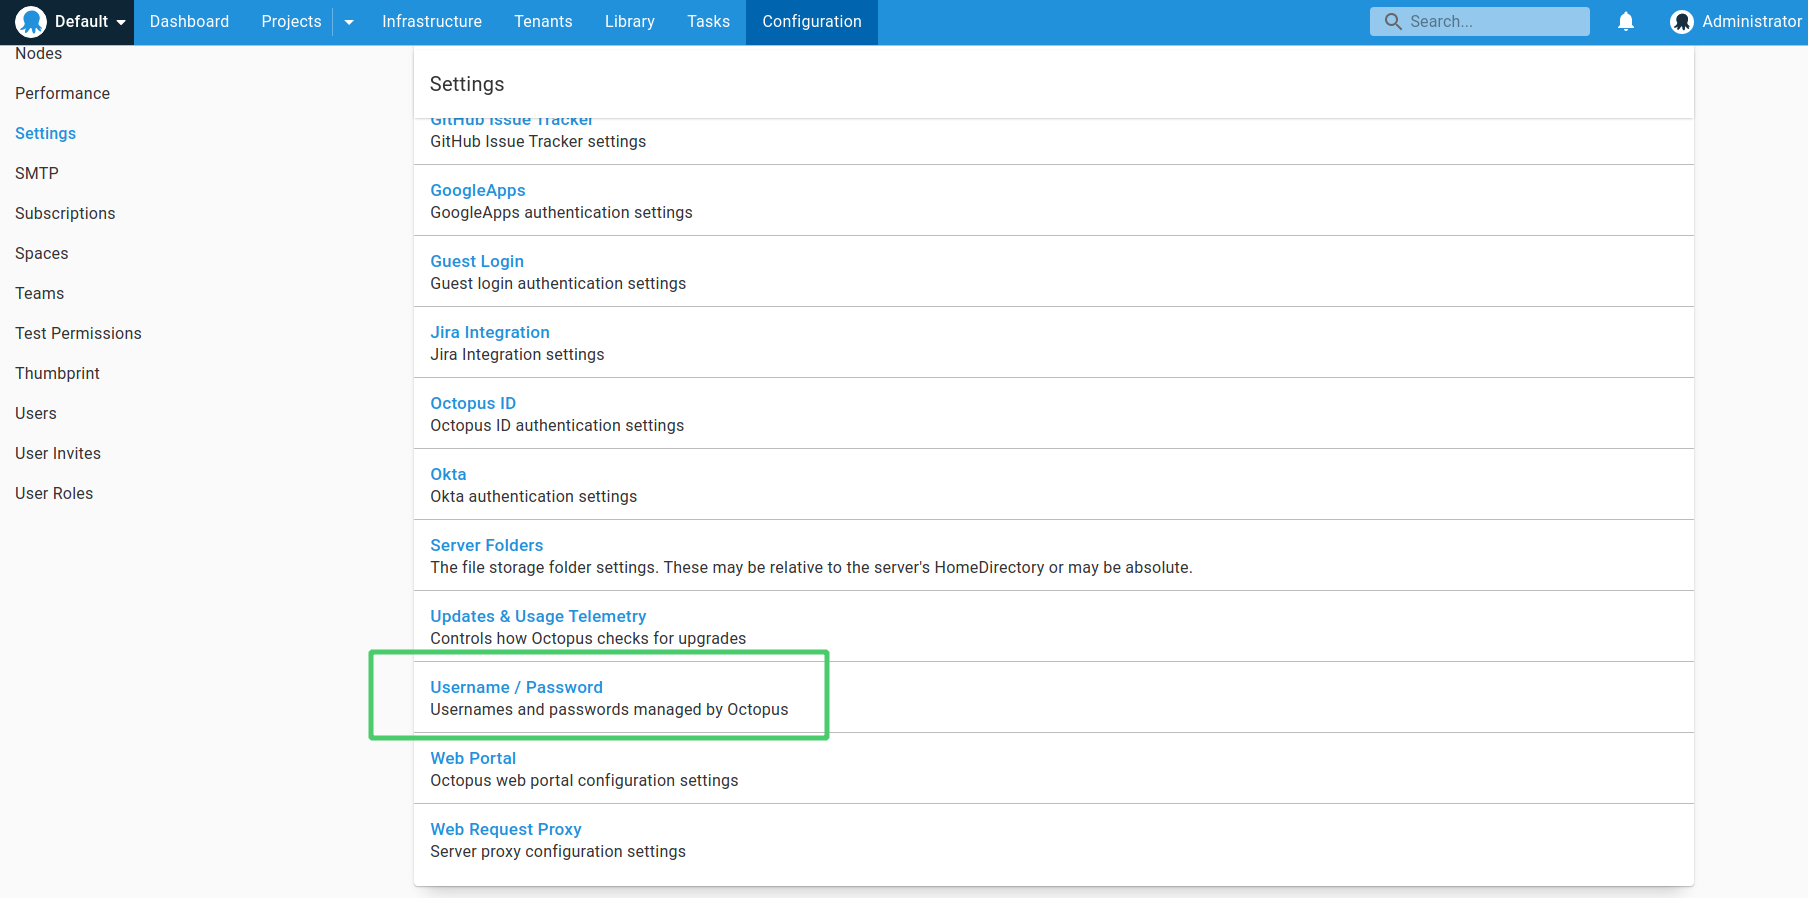 Default Dashboard Projects Infrastructure Tenants Library Tasks Configuration Search... Administrator
Nodes
Performance
Settings
SMTP
Subscriptions
Spaces
Teams
Test Permissions
Thumbprint
Users
User Invites
User Roles
Settings
GitHub Issue Tracker
GitHub Issue Tracker settings
GoogleApps
GoogleApps authentication settings
Guest Login
Guest login authentication settings
Jira Integration
Jira Integration settings
Octopus ID
Octopus ID authentication settings
Okta
Okta authentication settings
Server Folders
The file storage folder settings. These may be relative to the server's HomeDirectory or may be absolute.
Updates & Usage Telemetry
Controls how Octopus checks for upgrades
Username / Password
Usernames and passwords managed by Octopus
Web Portal
Octopus web portal configuration settings
Web Request Proxy
Server proxy configuration settings